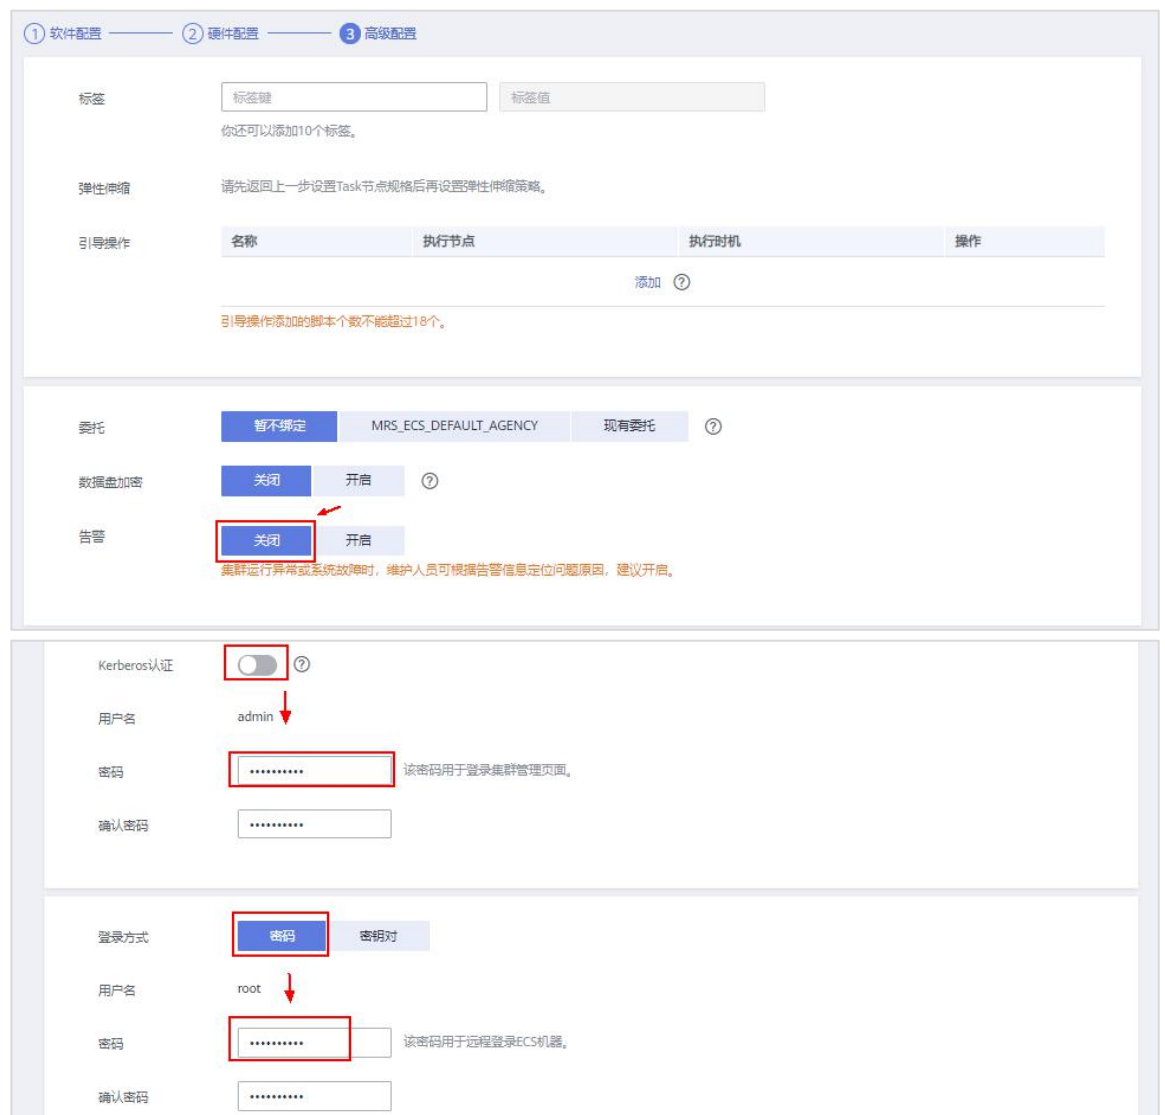 1 软件配置 2 硬件配置 3 高级配置
标签 标签键 标签值
你还可以添加10个标签。
弹性伸缩 请先返回上一步设置Task节点规格后再设置弹性伸缩策略。
引导操作 名称 执行节点 执行时机 操作
添加 ?
引导操作添加的脚本个数不能超过18个。
委托 暂不绑定 MRS_ECS_DEFAULT_AGENCY 现有委托 ?
数据盘加密 关闭 开启 ?
告警 关闭 开启
集群运行异常或系统故障时，维护人员可根据告警信息定位问题原因，建议开启。
Kerberos认证 ?
用户名 admin
密码 •••••••••• 该密码用于登录集群管理页面。
确认密码 ••••••••••
登录方式 密码 密钥对
用户名 root
密码 •••••••••• 该密码用于远程登录ECS机器。
确认密码 ••••••••••